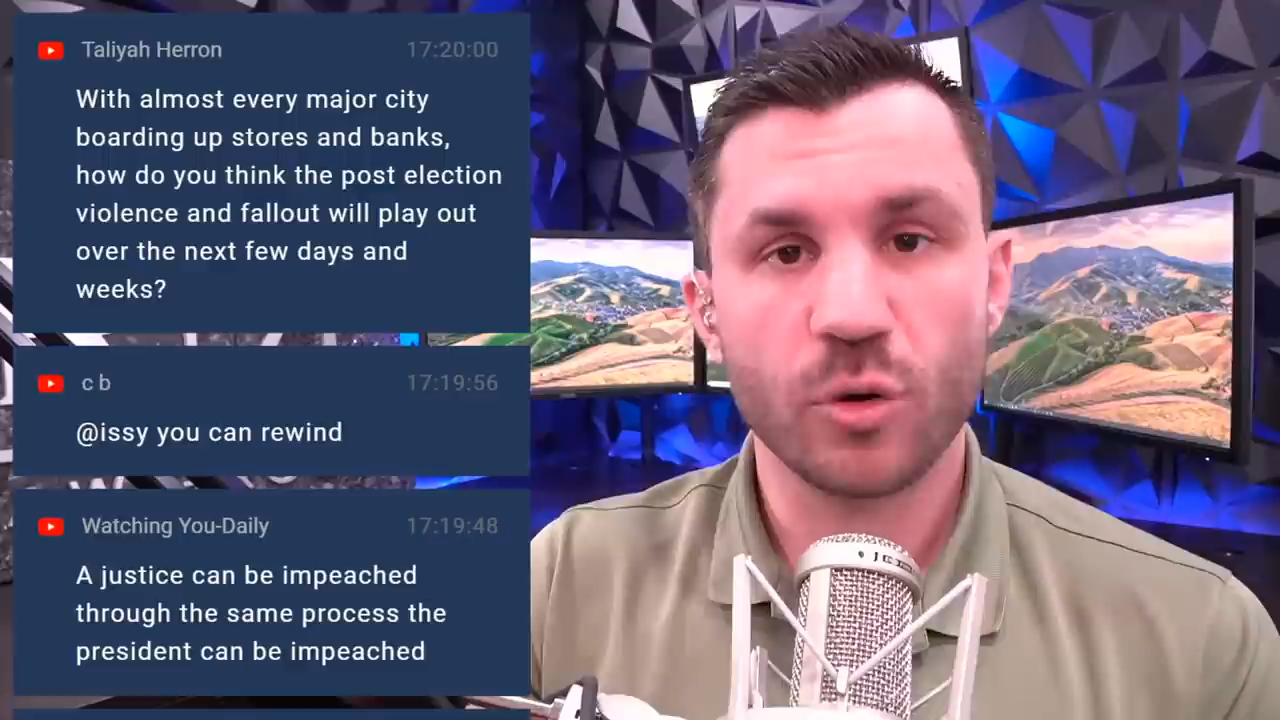 Taliyah Herron 17:20:00
With almost every major city
boarding up stores and banks,
how do you think the post election
violence and fallout will play out
over the next few days and
weeks?
c b 17:19:56
@issy you can rewind
Watching You-Daily 17:19:48
A justice can be impeached
through the same process the
president can be impeached